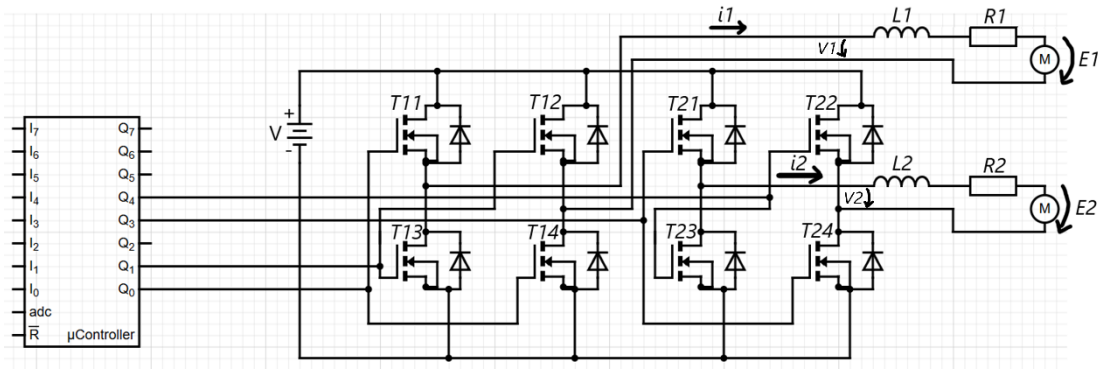 i1
L1
R1
V1
M
E1
T11
T12
T21
T22
+
V
-
I7
Q7
I6
Q6
I5
Q5
I4
Q4
I3
Q3
I2
Q2
I1
Q1
I0
Q0
adc
R
µController
i2
L2
R2
V2
M
E2
T13
T14
T23
T24